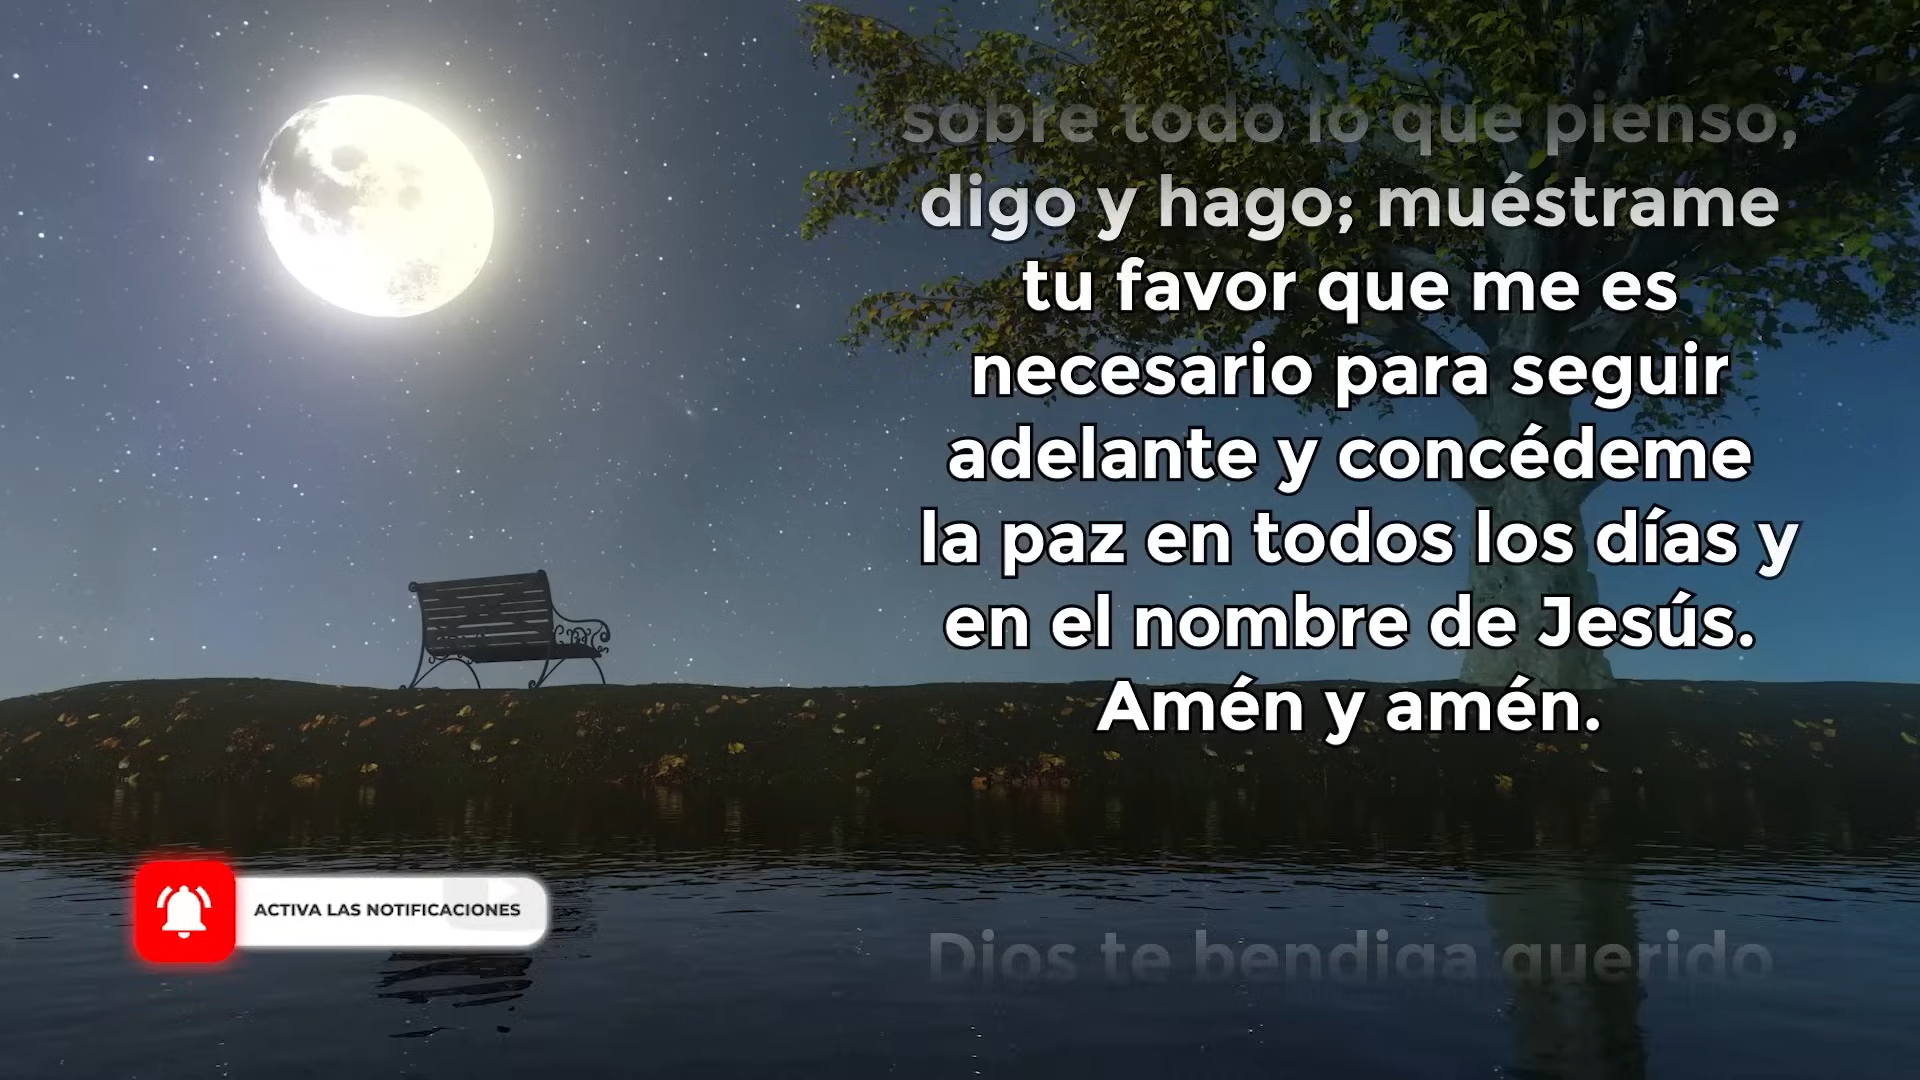 sobre todo lo que pienso,
digo y hago; muéstrame
tu favor que me es
necesario para seguir
adelante y concédeme
la paz en todos los días y
en el nombre de Jesús.
Amén y amén.
ACTIVA LAS NOTIFICACIONES
Dios te bendiga querido